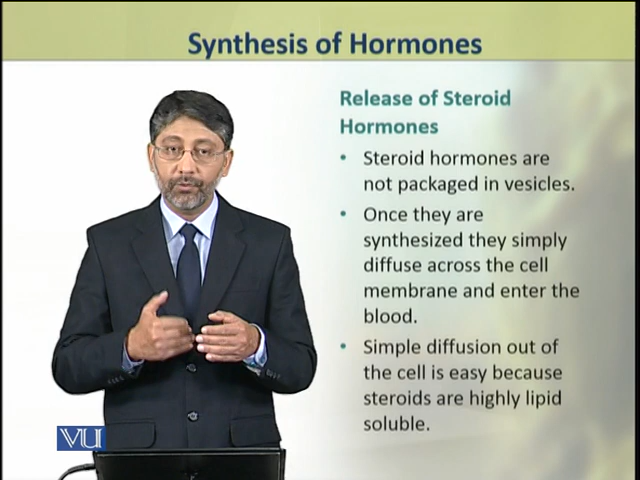 Synthesis of Hormones
Release of Steroid
Hormones
• Steroid hormones are
not packaged in vesicles.
• Once they are
synthesized they simply
diffuse across the cell
membrane and enter the
blood.
• Simple diffusion out of
the cell is easy because
steroids are highly lipid
soluble.
VU